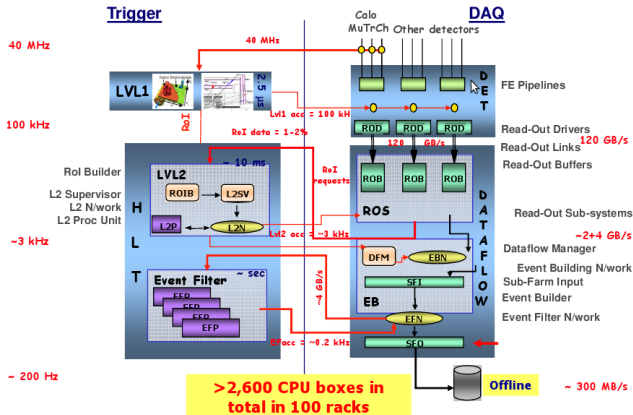 Trigger
DAQ
Calo
MuTrCh
Other detectors
40 MHz
40 MHz
LVL1
2.5 µs
DET
FE Pipelines
Lvl1 acc = 100 kH
100 kHz
RoI
RoI data = 1-2%
ROD
ROD
ROD
Read-Out Drivers
120 GB/s
120 GB/s
Read-Out Links
~ 10 ms
LVL2
RoI
requests
ROB
ROB
ROB
Read-Out Buffers
RoI Builder
L2 Supervisor
L2 N/work
L2 Proc Unit
ROIB
L2SV
L2P
L2N
HLT
DATAFLOW
ROS
Read-Out Sub-systems
Lvl2 acc = ~3 kHz
~3 kHz
~2+4 GB/s
DFM
EBN
Dataflow Manager
Event Building N/work
~ sec
Event Filter
EFP
EFP
EFP
EFP
~4 GB/s
SFI
Sub-Farm Input
EB
Event Builder
EFN
Event Filter N/work
EFacc = ~0.2 kHz
SFO
~ 200 Hz
>2,600 CPU boxes in
total in 100 racks
Offline
~ 300 MB/s